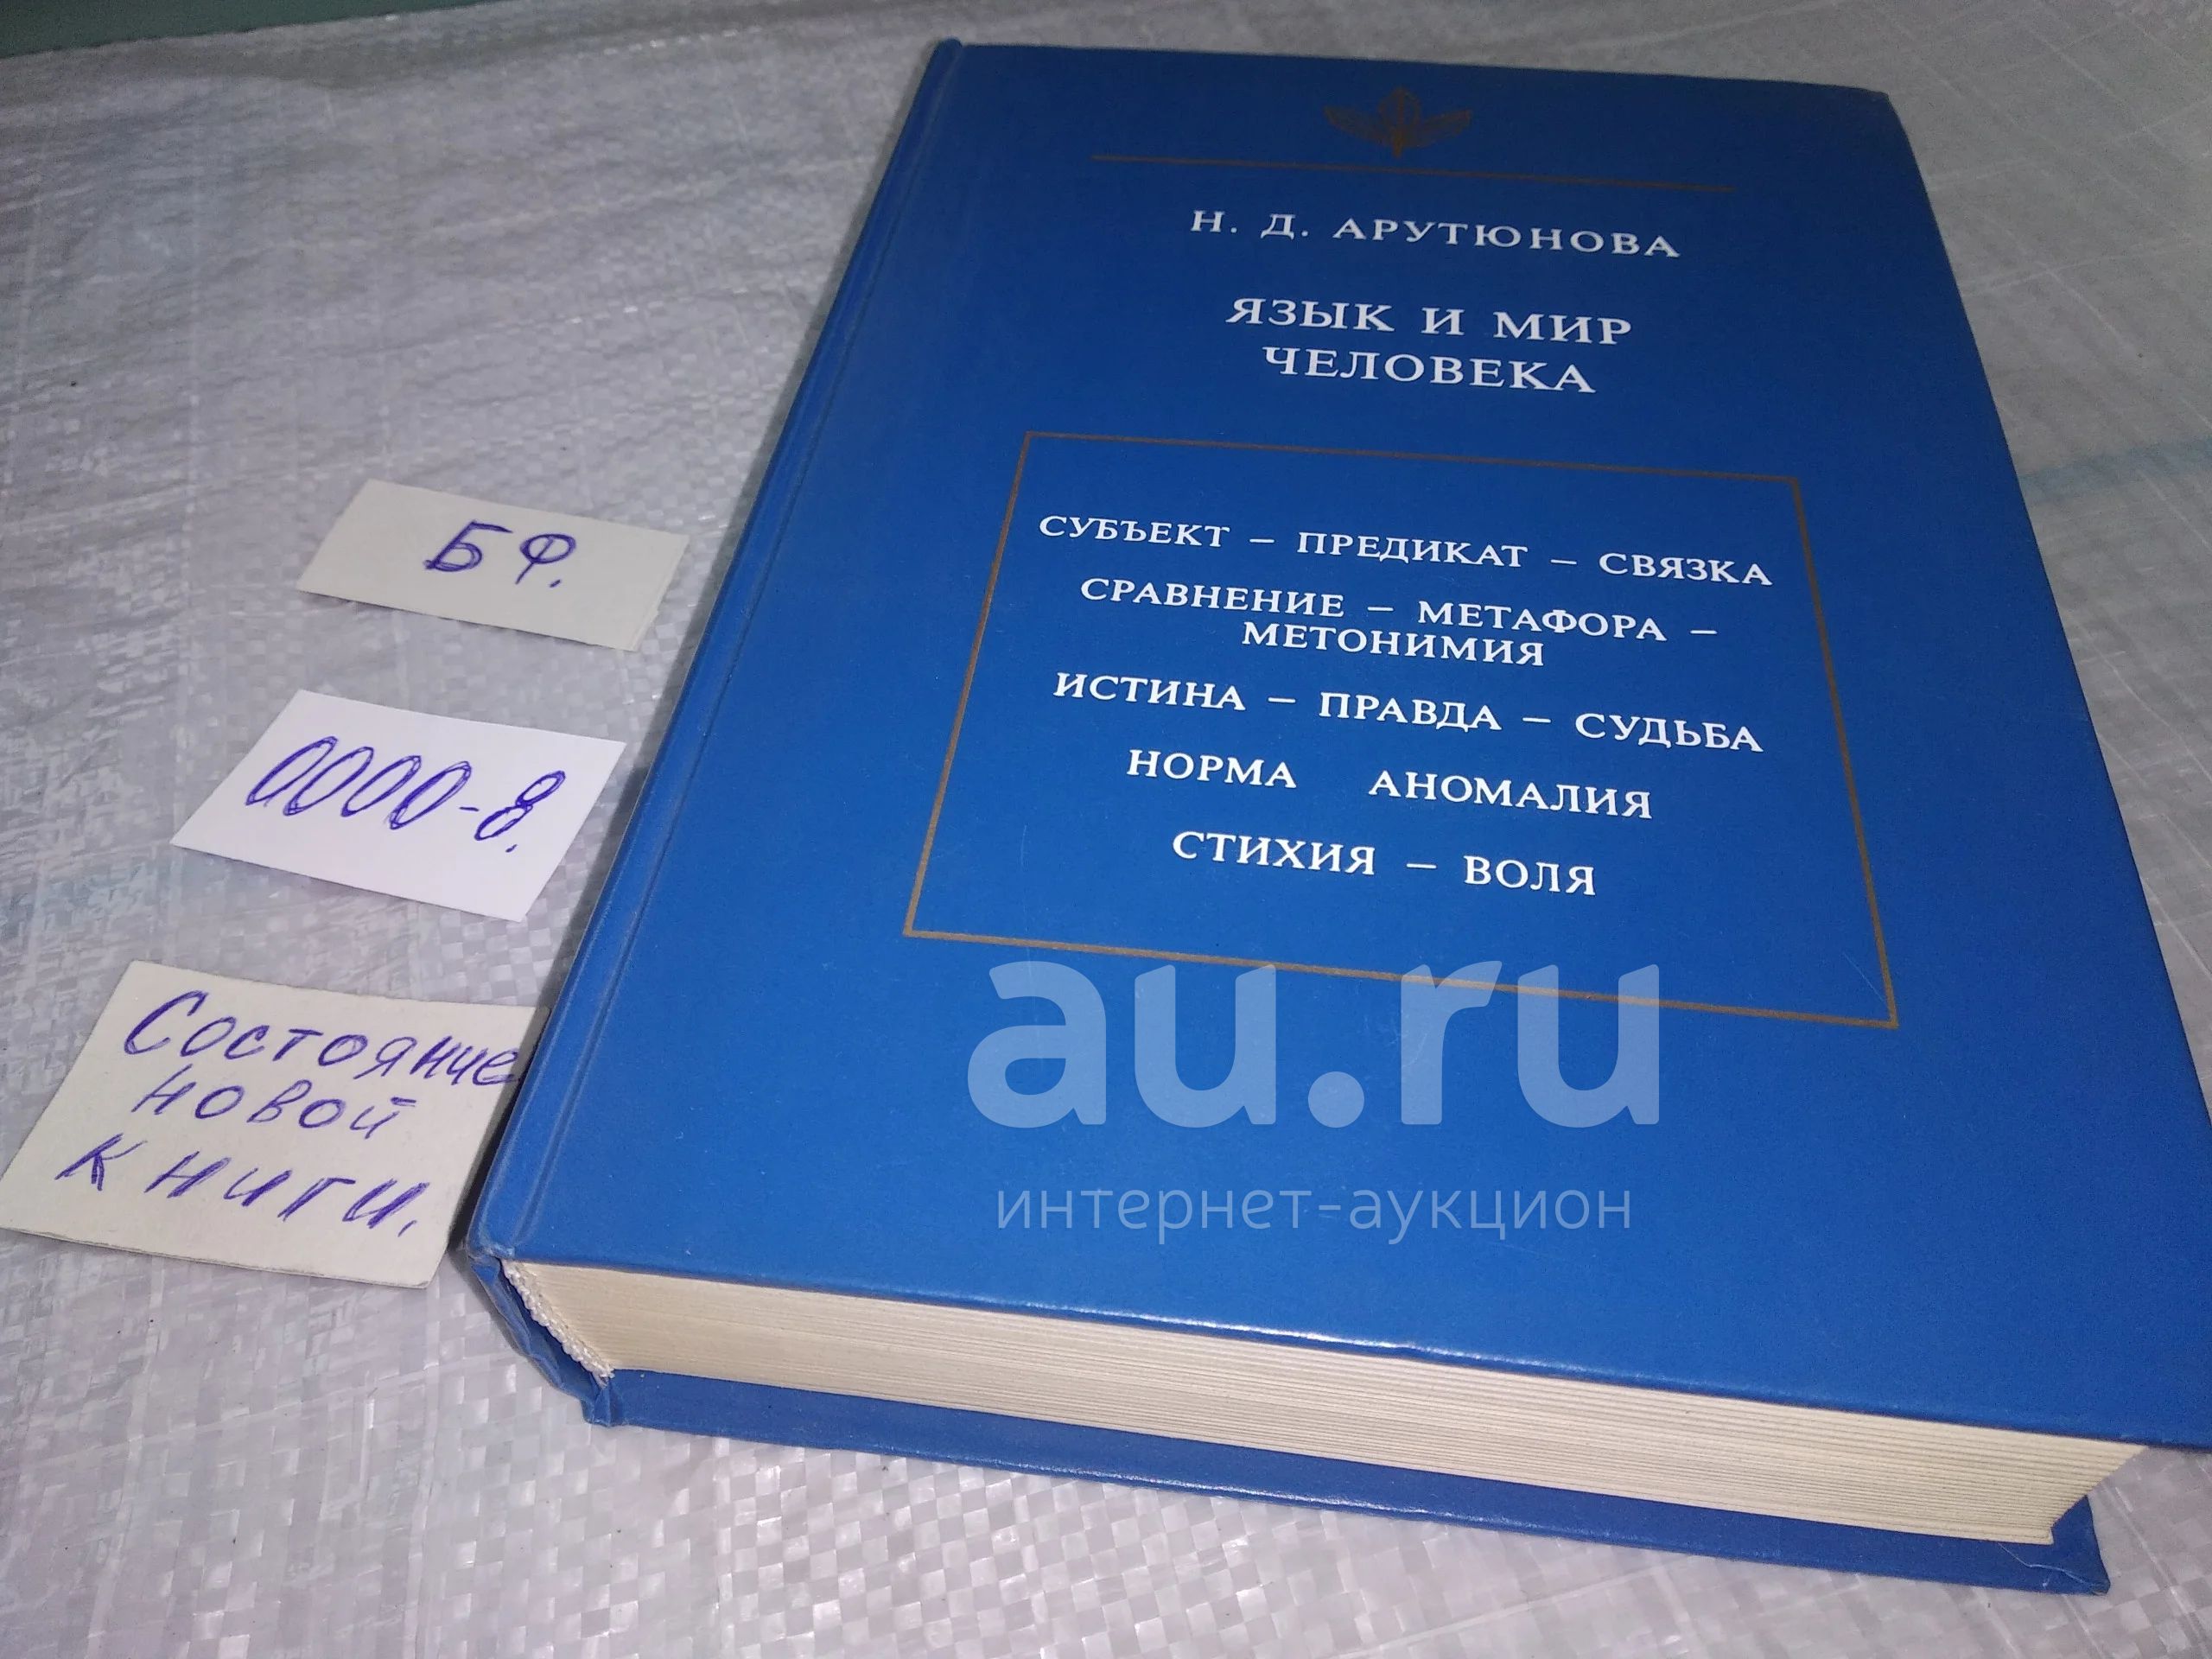 Н. Д. АРУТЮНОВА
ЯЗЫК И МИР
ЧЕЛОВЕКА
СУБЪЕКТ – ПРЕДИКАТ – СВЯЗКА
СРАВНЕНИЕ – МЕТАФОРА –
МЕТОНИМИЯ
ИСТИНА – ПРАВДА – СУДЬБА
НОРМА АНОМАЛИЯ
СТИХИЯ – ВОЛЯ
БФ.
0000-8.
Состояние
новой
книги.
au.ru
интернет-аукцион